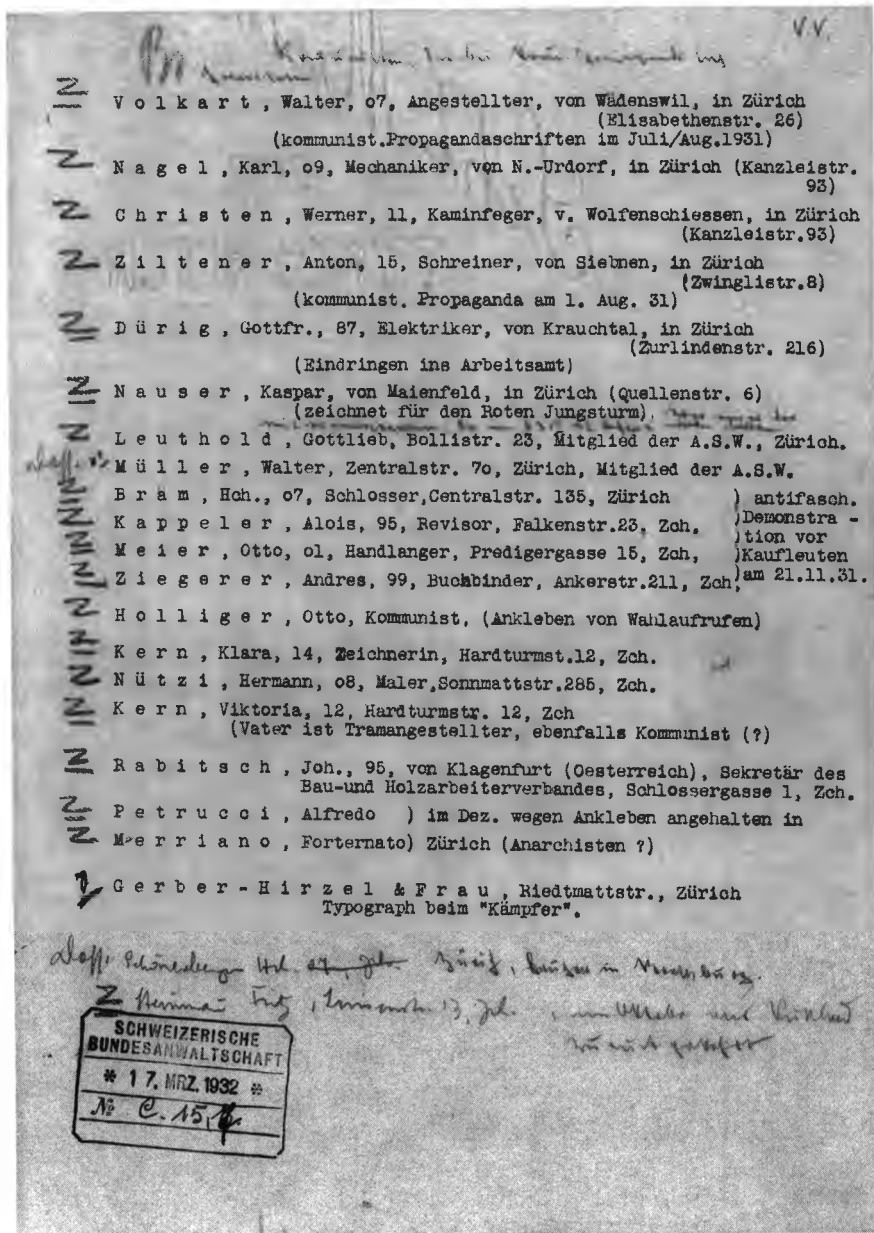 V.V.
V o l k a r t , Walter, o7, Angestellter, von Wädenswil, in Zürich
(Elisabethenstr. 26)
(kommunist.Propagandaschriften im Juli/Aug.1931)
N a g e l , Karl, o9, Mechaniker, von N.-Urdorf, in Zürich (Kanzleistr.
93)
C h r i s t e n , Werner, 11, Kaminfeger, v. Wolfenschiessen, in Zürich
(Kanzleistr.93)
Z i l t e n e r , Anton, 15, Schreiner, von Siebnen, in Zürich
(Zwinglistr.8)
(kommunist. Propaganda am 1. Aug. 31)
D ü r i g , Gottfr., 87, Elektriker, von Krauchtal, in Zürich
(Zurlindenstr. 216)
(Eindringen ins Arbeitsamt)
N a u s e r , Kaspar, von Maienfeld, in Zürich (Quellenstr. 6)
(zeichnet für den Roten Jungsturm).
L e u t h o l d , Gottlieb, Bollistr. 23, Mitglied der A.S.W., Zürich.
M ü l l e r , Walter, Zentralstr. 7o, Zürich, Mitglied der A.S.W.
B r a m , Hch., o7, Schlosser,Centralstr. 135, Zürich ) antifasch.
K a p p e l e r , Alois, 95, Revisor, Falkenstr.23, Zch. )Demonstra -
)tion vor
M e i e r , Otto, o1, Handlanger, Predigergasse 15, Zch, )Kaufleuten
Z i e g e r e r , Andres, 99, Buchbinder, Ankerstr.211, Zch, )am 21.11.31.
H o l l i g e r , Otto, Kommunist, (Ankleben von Wahlaufrufen)
K e r n , Klara, 14, Zeichnerin, Hardturmst.12, Zch.
N ü t z i , Hermann, o8, Maler,Sonnmattstr.285, Zch.
K e r n , Viktoria, 12, Hardturmstr. 12, Zch
(Vater ist Tramangestellter, ebenfalls Kommunist (?)
R a b i t s c h , Joh., 95, von Klagenfurt (Oesterreich), Sekretär des
Bau-und Holzarbeiterverbandes, Schlossergasse 1, Zch.
P e t r u c c i , Alfredo ) im Dez. wegen Ankleben angehalten in
M e r r i a n o , Forternato) Zürich (Anarchisten ?)
G e r b e r - H i r z e l & F r a u , Riedtmattstr., Zürich
Typograph beim "Kämpfer".
SCHWEIZERISCHE
BUNDESANWALTSCHAFT
* 17. MRZ. 1932 *
№ C. 15,